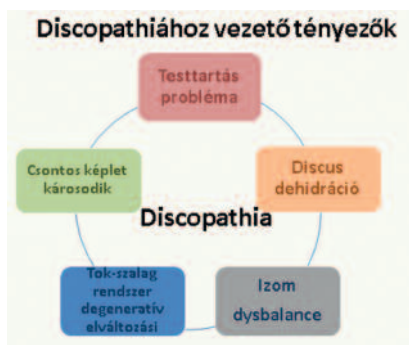 Discopathiához vezető tényezők
Testtartás
probléma
Discus
dehidráció
Izom
dysbalance
Tok-szalag
rendszer
degeneratív
elváltozási
Csontos képlet
károsodik
Discopathia